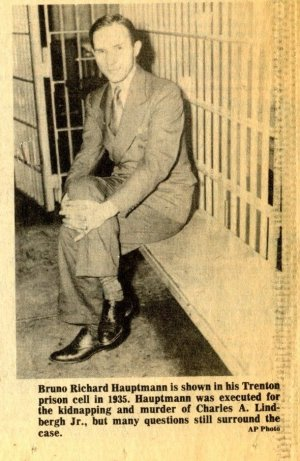 Bruno Richard Hauptmann is shown in his Trenton
prison cell in 1935. Hauptmann was executed for
the kidnapping and murder of Charles A. Lind-
bergh Jr., but many questions still surround the
case. AP Photo